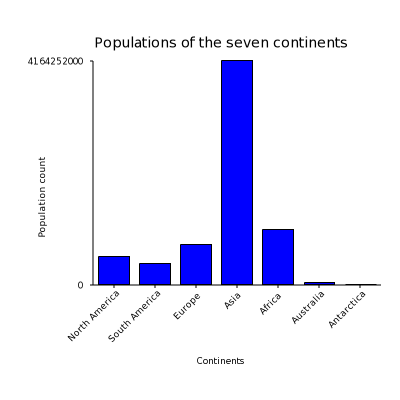 Populations of the seven continents
4164252000
Population count
0
North America
South America
Europe
Asia
Africa
Australia
Antarctica
Continents